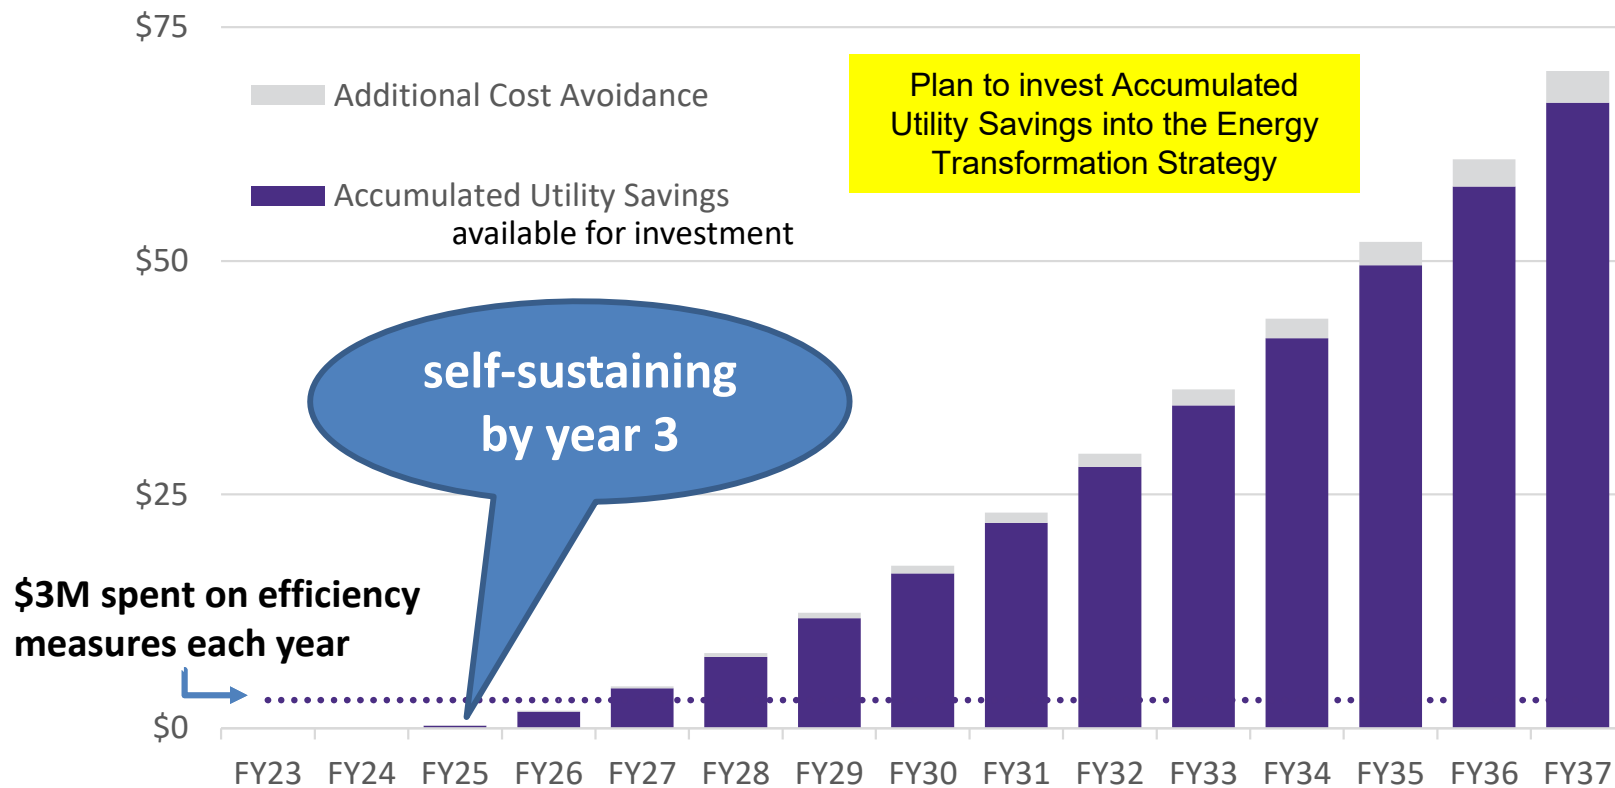 $75
Additional Cost Avoidance
Accumulated Utility Savings
available for investment
Plan to invest Accumulated
Utility Savings into the Energy
Transformation Strategy
$50
self-sustaining
by year 3
$25
$3M spent on efficiency
measures each year
$0
FY23 FY24 FY25 FY26 FY27 FY28 FY29 FY30 FY31 FY32 FY33 FY34 FY35 FY36 FY37